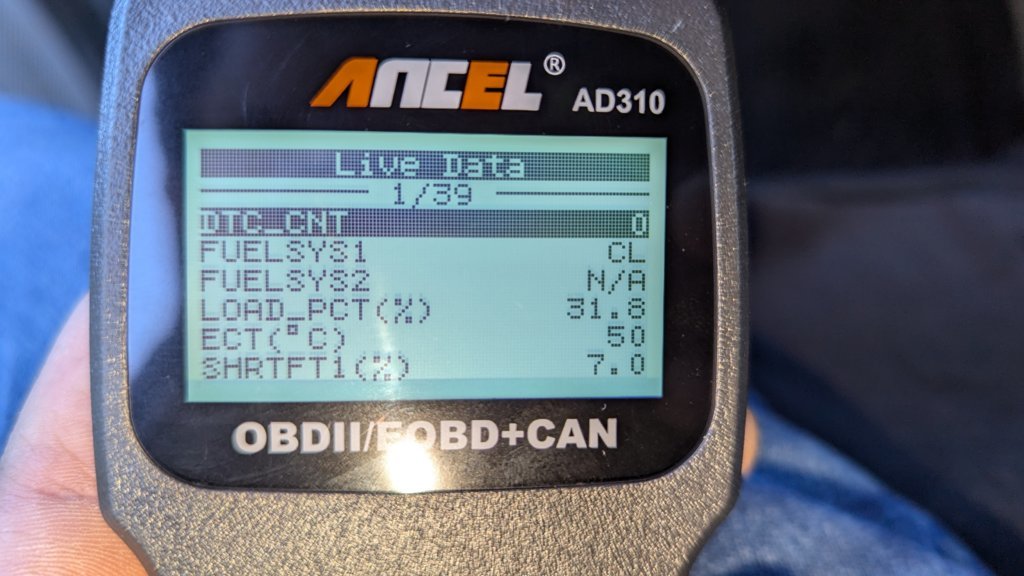 ANCEL® AD310
Live Data
1/39
DTC_CNT 0
FUELSYS1 CL
FUELSYS2 N/A
LOAD_PCT(%) 31.8
ECT(°C) 50
SHRTFT1(%) 7.0
OBDII/EOBD+CAN